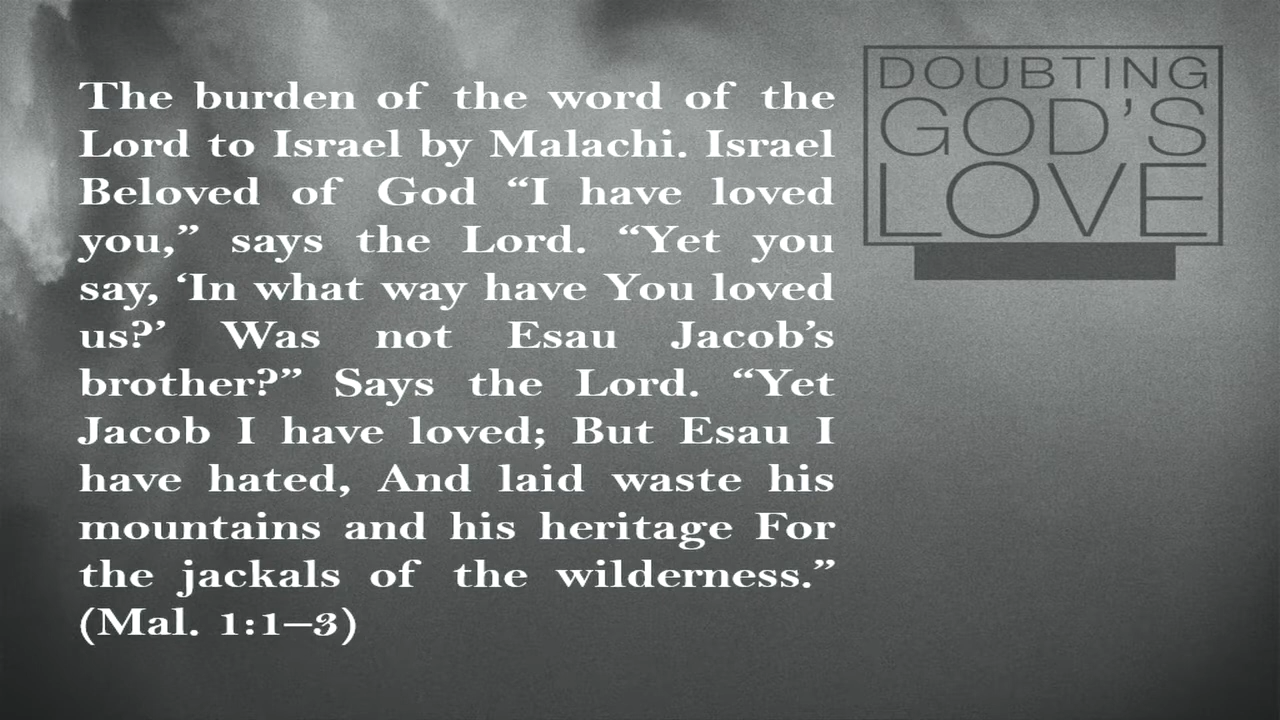 The burden of the word of the
Lord to Israel by Malachi. Israel
Beloved of God “I have loved
you,” says the Lord. “Yet you
say, ‘In what way have You loved
us?’ Was not Esau Jacob’s
brother?” Says the Lord. “Yet
Jacob I have loved; But Esau I
have hated, And laid waste his
mountains and his heritage For
the jackals of the wilderness.”
(Mal. 1:1–3)
DOUBTING
GOD’S
LOVE